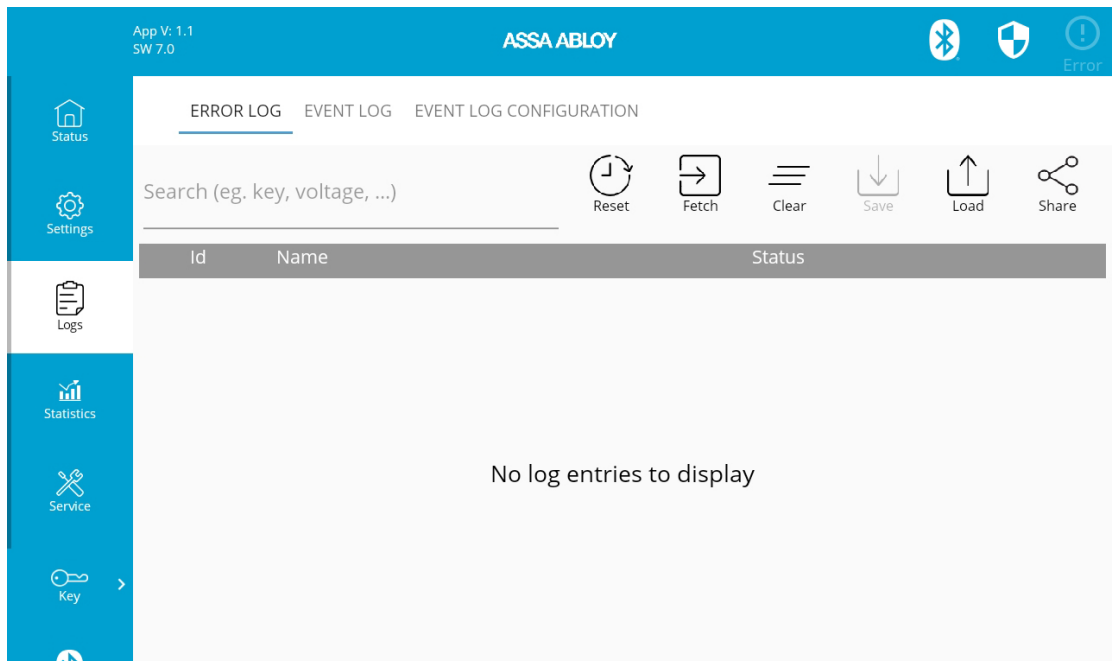 App V: 1.1
SW 7.0
ASSA ABLOY
Error
Status
Settings
Logs
Statistics
Service
Key
ERROR LOG EVENT LOG EVENT LOG CONFIGURATION
Search (eg. key, voltage, ...)
Reset Fetch Clear Save Load Share
Id Name Status
No log entries to display